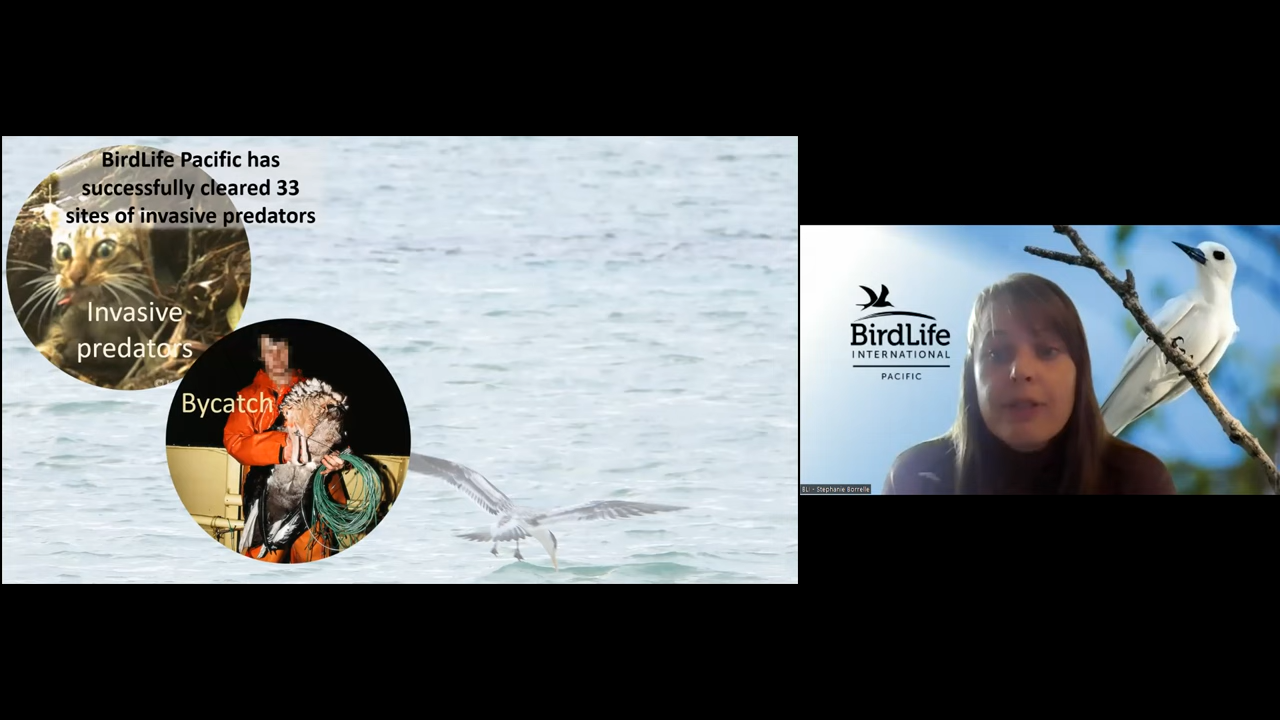 BirdLife Pacific has
successfully cleared 33
sites of invasive predators
Invasive
predators
Bycatch
BirdLife
INTERNATIONAL
PACIFIC
BLI - Stephanie Borrelle